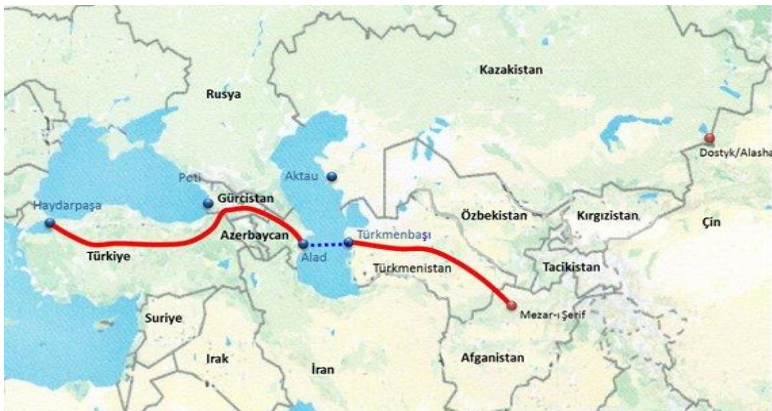 Kazakistan
Rusya
Dostyk/Alasha
Aktau
Poti
Gürcistan
Haydarpaşa
Özbekistan
Kırgızistan
Çin
Azerbaycan
Türkmenbaşı
Türkiye
Alad
Türkmenistan
Tacikistan
Mezar-ı Şerif
Suriye
Irak
İran
Afganistan